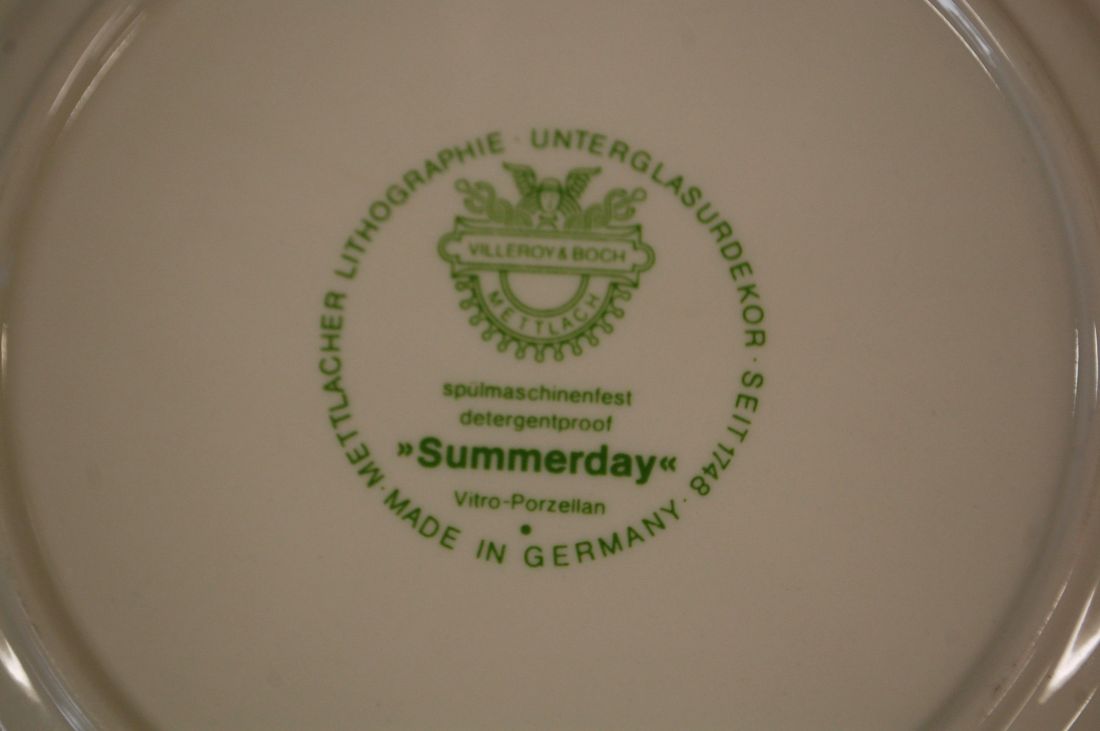 METTLACHER LITHOGRAPHIE · UNTERGLASURDEKOR · SEIT 1748 ·
VILLEROY & BOCH
METTLACH
spülmaschinenfest
detergentproof
»Summerday«
Vitro-Porzellan
MADE IN GERMANY ·